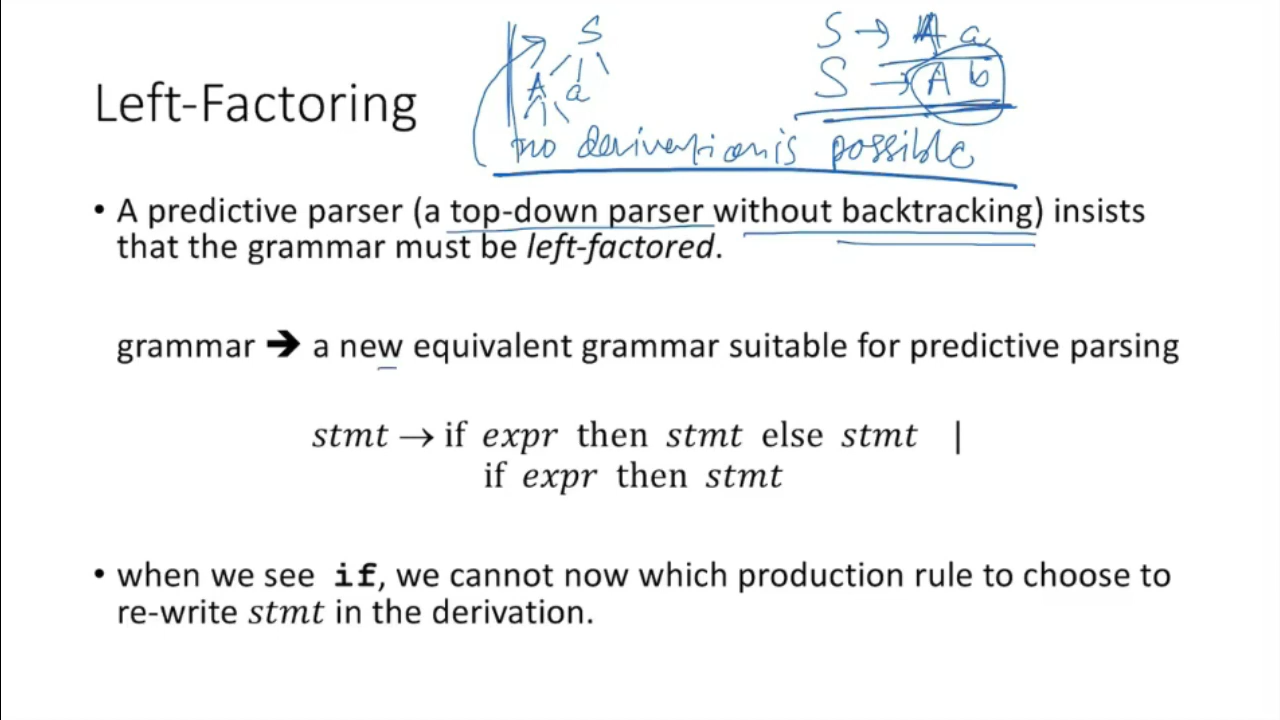 S
S → A a
A a
S → A b
Left-Factoring
no derivation is possible
• A predictive parser (a top-down parser without backtracking) insists
that the grammar must be left-factored.
grammar ➔ a new equivalent grammar suitable for predictive parsing
stmt → if expr then stmt else stmt |
if expr then stmt
• when we see if, we cannot now which production rule to choose to
re-write stmt in the derivation.